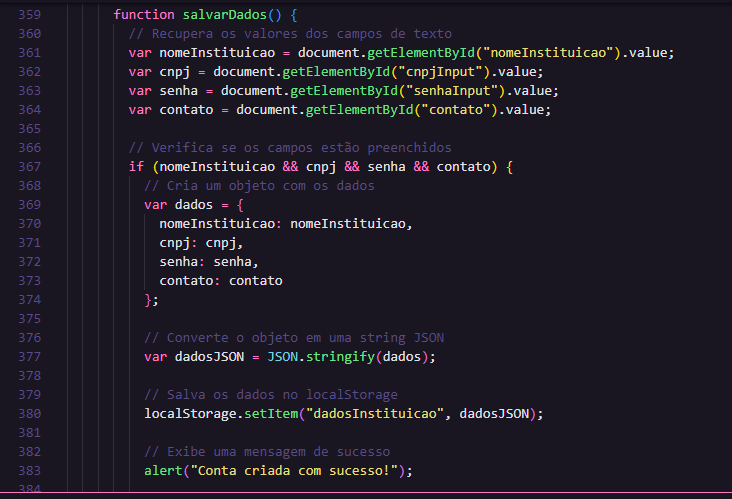 359 function salvarDados() {
360 // Recupera os valores dos campos de texto
361 var nomeInstituicao = document.getElementById("nomeInstituicao").value;
362 var cnpj = document.getElementById("cnpjInput").value;
363 var senha = document.getElementById("senhaInput").value;
364 var contato = document.getElementById("contato").value;
365
366 // Verifica se os campos estão preenchidos
367 if (nomeInstituicao && cnpj && senha && contato) {
368 // Cria um objeto com os dados
369 var dados = {
370 nomeInstituicao: nomeInstituicao,
371 cnpj: cnpj,
372 senha: senha,
373 contato: contato
374 };
375
376 // Converte o objeto em uma string JSON
377 var dadosJSON = JSON.stringify(dados);
378
379 // Salva os dados no localStorage
380 localStorage.setItem("dadosInstituicao", dadosJSON);
381
382 // Exibe uma mensagem de sucesso
383 alert("Conta criada com sucesso!");
384